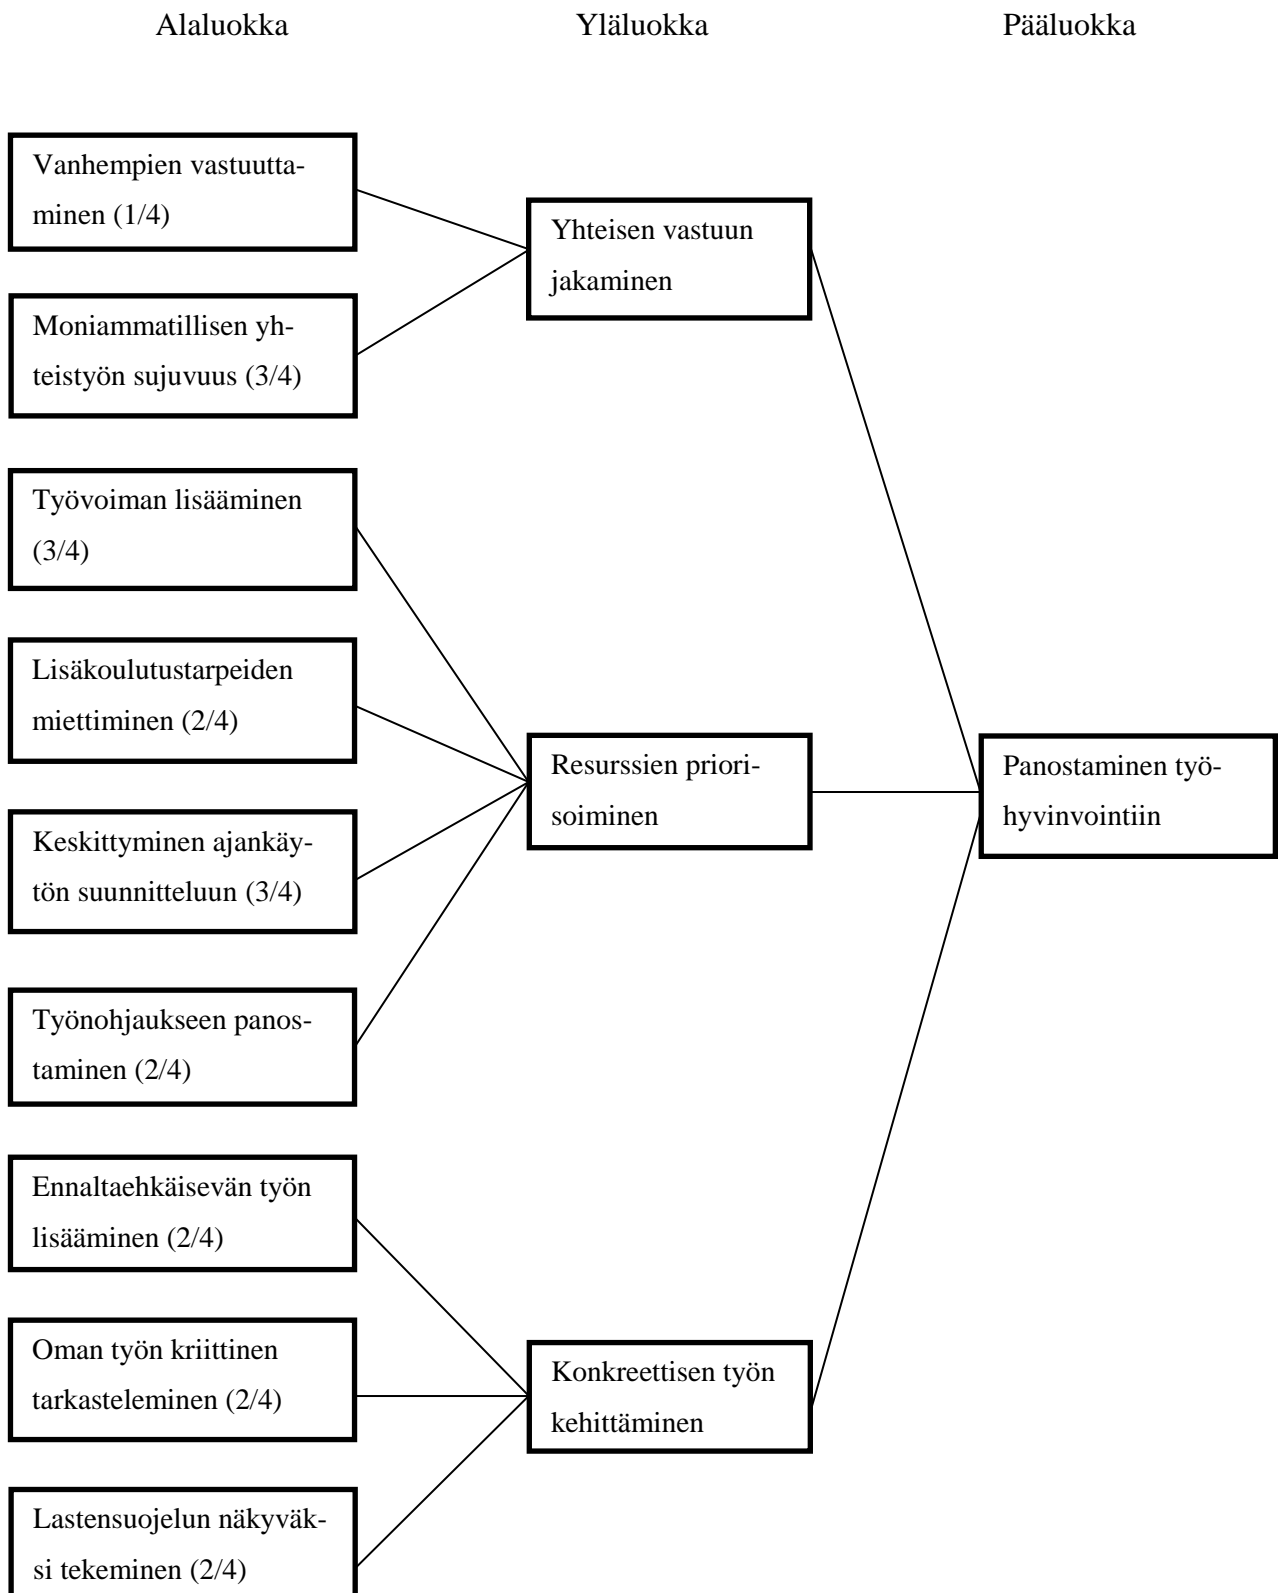 Alaluokka
Yläluokka
Pääluokka
Vanhempien vastuutta-
minen (1/4)
Moniammatillisen yh-
teistyön sujuvuus (3/4)
Työvoiman lisääminen
(3/4)
Lisäkoulutustarpeiden
miettiminen (2/4)
Keskittyminen ajankäy-
tön suunnitteluun (3/4)
Työnohjaukseen panos-
taminen (2/4)
Ennaltaehkäisevän työn
lisääminen (2/4)
Oman työn kriittinen
tarkasteleminen (2/4)
Lastensuojelun näkyväk-
si tekeminen (2/4)
Yhteisen vastuun
jakaminen
Resurssien priori-
soiminen
Konkreettisen työn
kehittäminen
Panostaminen työ-
hyvinvointiin